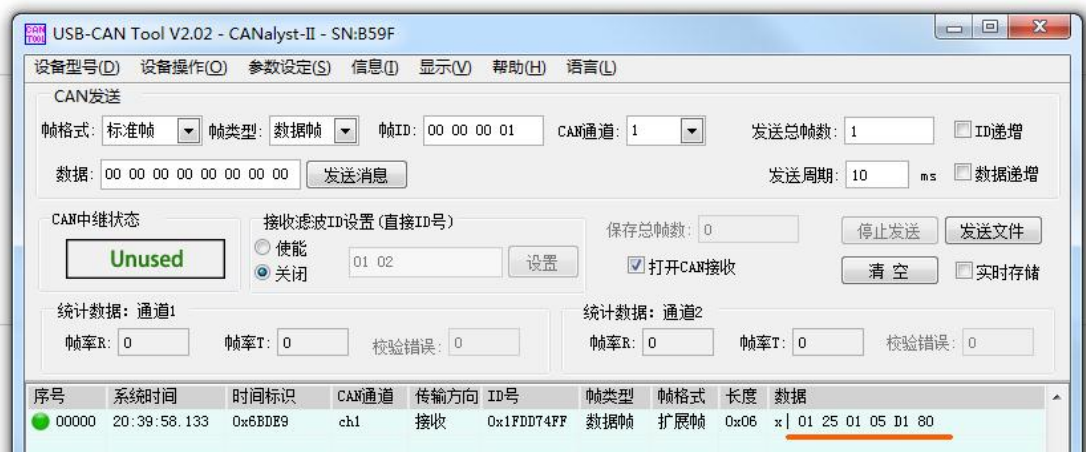 CAN TOOL USB-CAN Tool V2.02 - CANalyst-II - SN:B59F
设备型号(D) 设备操作(O) 参数设定(S) 信息(I) 显示(V) 帮助(H) 语言(L)
CAN发送
帧格式: 标准帧 帧类型: 数据帧 帧ID: 00 00 00 01 CAN通道: 1 发送总帧数: 1 ID递增
数据: 00 00 00 00 00 00 00 00 发送消息 发送周期: 10 ms 数据递增
CAN中继状态 接收滤波ID设置(直接ID号) 保存总帧数: 0 停止发送 发送文件
Unused 使能 01 02 设置 打开CAN接收 清 空 实时存储
关闭
统计数据: 通道1 统计数据: 通道2
帧率R: 0 帧率T: 0 校验错误: 0 帧率R: 0 帧率T: 0 校验错误: 0
序号 系统时间 时间标识 CAN通道 传输方向 ID号 帧类型 帧格式 长度 数据
00000 20:39:58.133 0x6BDE9 ch1 接收 0x1FDD74FF 数据帧 扩展帧 0x06 x| 01 25 01 05 D1 80